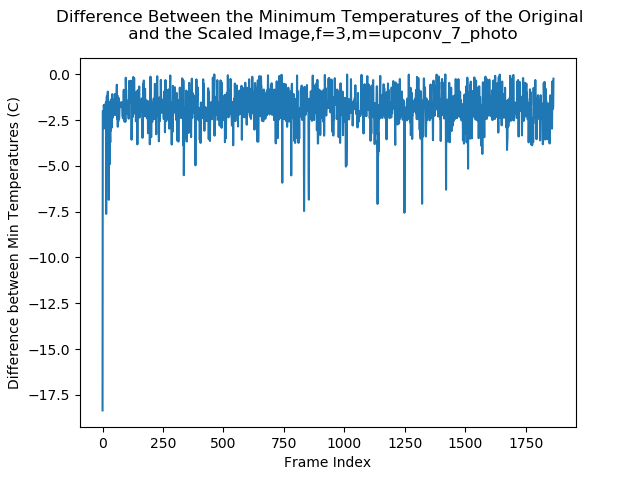 Difference Between the Minimum Temperatures of the Original
and the Scaled Image,f=3,m=upconv_7_photo
0.0
−2.5
−5.0
−7.5
−10.0
−12.5
−15.0
−17.5
Difference between Min Temperatures (C)
0 250 500 750 1000 1250 1500 1750
Frame Index